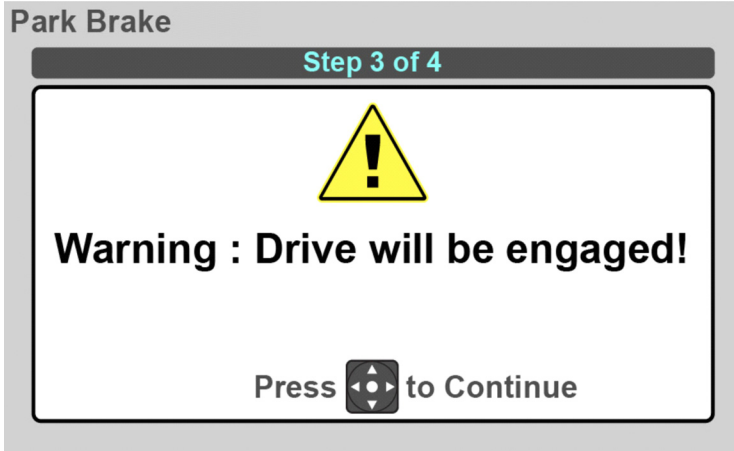 Park Brake
Step 3 of 4
!
Warning : Drive will be engaged!
Press to Continue